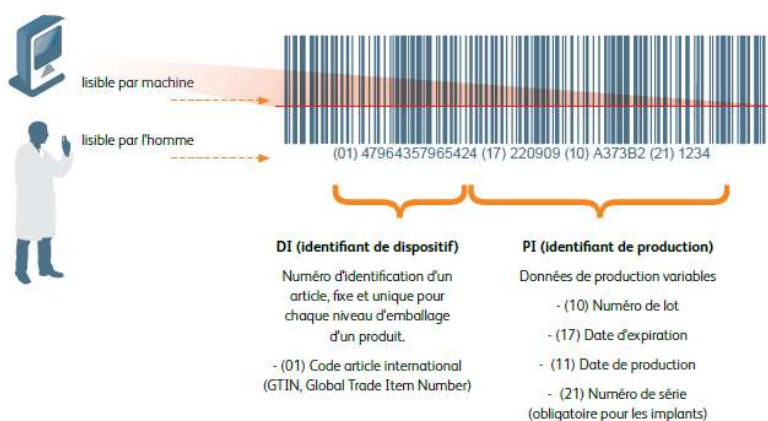 lisible par machine
lisible par l'homme
(01) 47964357965424 (17) 220909 (10) A373B2 (21) 1234
DI (identifiant de dispositif)
Numéro d'identification d'un
article, fixe et unique pour
chaque niveau d'emballage
d'un produit.
- (01) Code article international
(GTIN, Global Trade Item Number)
PI (identifiant de production)
Données de production variables
- (10) Numéro de lot
- (17) Date d'expiration
- (11) Date de production
- (21) Numéro de série
(obligatoire pour les implants)